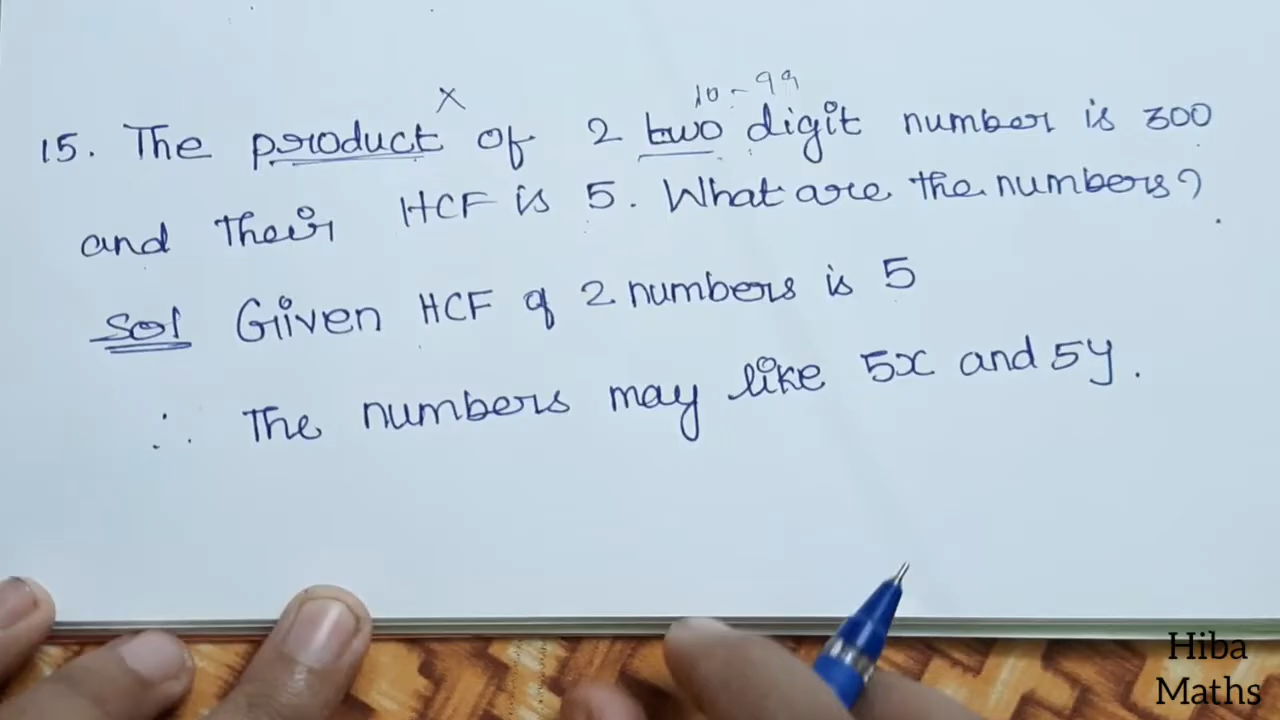 × 10-99
15. The product of 2 two digit number is 300
and their HCF is 5. What are the numbers?
Sol Given HCF of 2 numbers is 5
∴ The numbers may like 5x and 5y.
Hiba
Maths